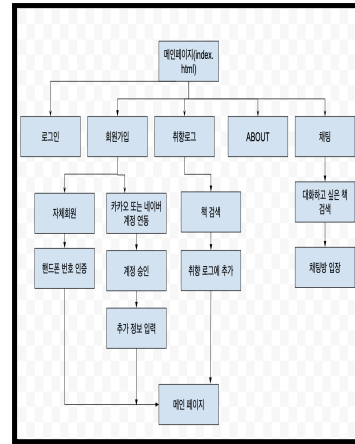 메인페이지(index.
html)
로그인
회원가입
취향로그
ABOUT
채팅
자체회원
카카오 또는 네이버
계정 연동
책 검색
대화하고 싶은 책
검색
핸드폰 번호 인증
계정 승인
취향 로그에 추가
채팅방 입장
추가 정보 입력
메인 페이지